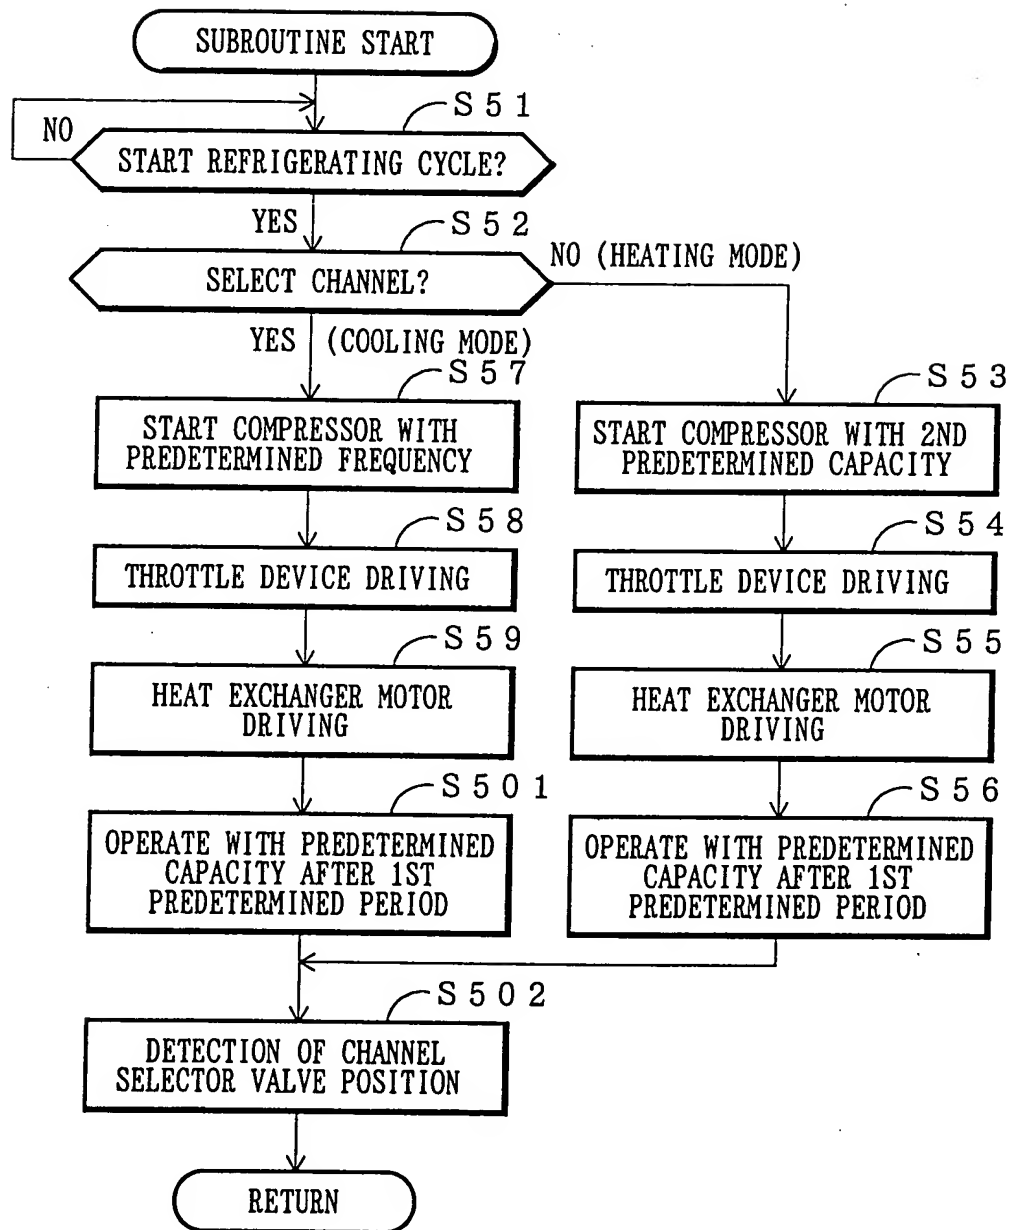 SUBROUTINE START
S51
NO
START REFRIGERATING CYCLE?
YES
S52
NO (HEATING MODE)
SELECT CHANNEL?
YES (COOLING MODE)
S57
START COMPRESSOR WITH
PREDETERMINED FREQUENCY
S58
THROTTLE DEVICE DRIVING
S59
HEAT EXCHANGER MOTOR
DRIVING
S501
OPERATE WITH PREDETERMINED
CAPACITY AFTER 1ST
PREDETERMINED PERIOD
S53
START COMPRESSOR WITH 2ND
PREDETERMINED CAPACITY
S54
THROTTLE DEVICE DRIVING
S55
HEAT EXCHANGER MOTOR
DRIVING
S56
OPERATE WITH PREDETERMINED
CAPACITY AFTER 1ST
PREDETERMINED PERIOD
S502
DETECTION OF CHANNEL
SELECTOR VALVE POSITION
RETURN